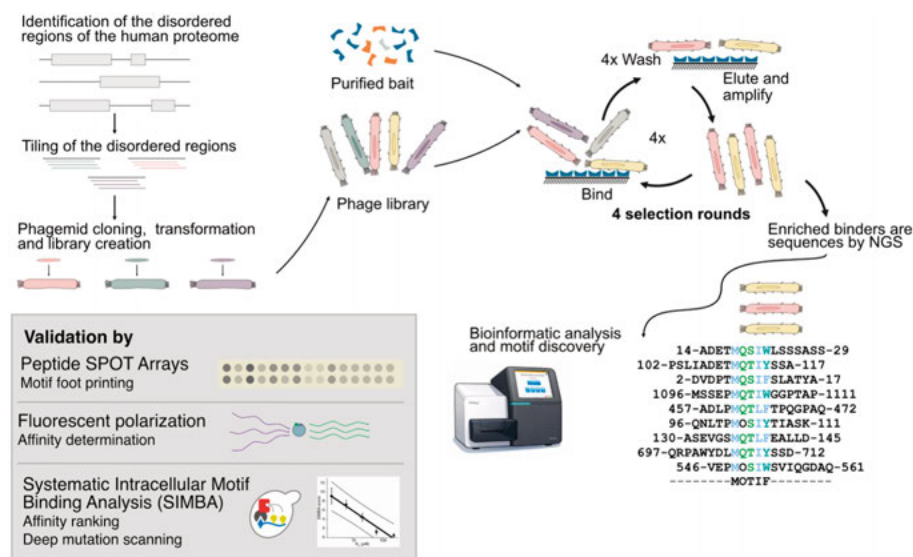 Identification of the disordered
regions of the human proteome
Tiling of the disordered regions
Phagemid cloning, transformation
and library creation
Purified bait
Phage library
4x Wash
Elute and
amplify
4x
Bind
4 selection rounds
Enriched binders are
sequences by NGS
Bioinformatic analysis
and motif discovery
14-ADETMQSIWLSSSASS-29
102-PSLIADETMQTIYSSA-117
2-DVDPTMQSIFSLATYA-17
1096-MSSEPMQTIWGGPTAP-1111
457-ADLPMQTLFTPQGPAQ-472
96-QNLTPMOSIYTIASK-111
130-ASEVGSMQTLFEALLD-145
697-QRPAWYDLMQTIYSSD-712
546-VEPMOSIWSVIQGDAQ-561
------MOTIF------
Validation by
Peptide SPOT Arrays
Motif foot printing
Fluorescent polarization
Affinity determination
Systematic Intracellular Motif
Binding Analysis (SIMBA)
Affinity ranking
Deep mutation scanning